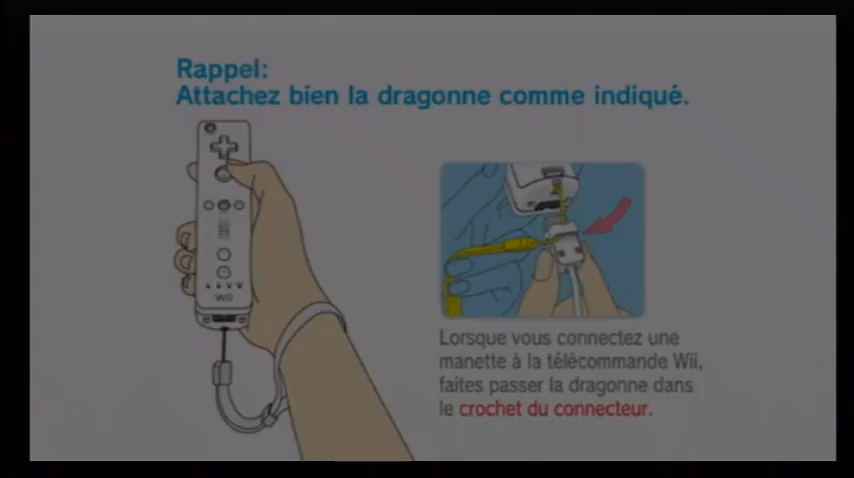 Rappel:
Attachez bien la dragonne comme indiqué.
Wii
Lorsque vous connectez une
manette à la télécommande Wii,
faites passer la dragonne dans
le crochet du connecteur.